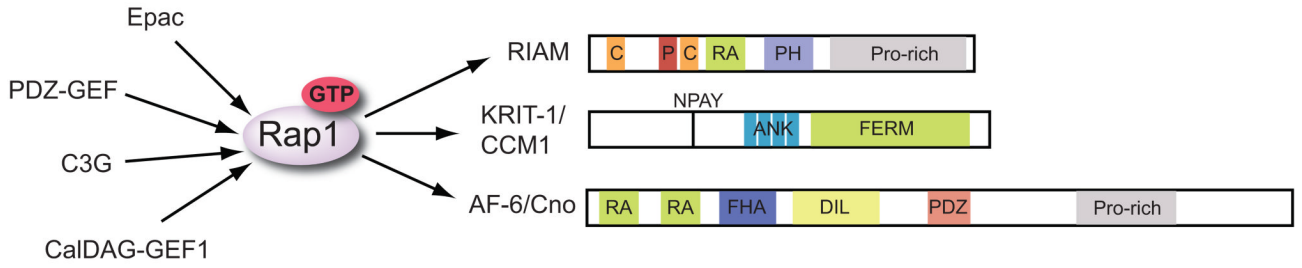 Epac
PDZ-GEF
C3G
CalDAG-GEF1
GTP
Rap1
RIAM
C P C RA PH Pro-rich
KRIT-1/
CCM1
NPAY
ANK FERM
AF-6/Cno
RA RA FHA DIL PDZ Pro-rich